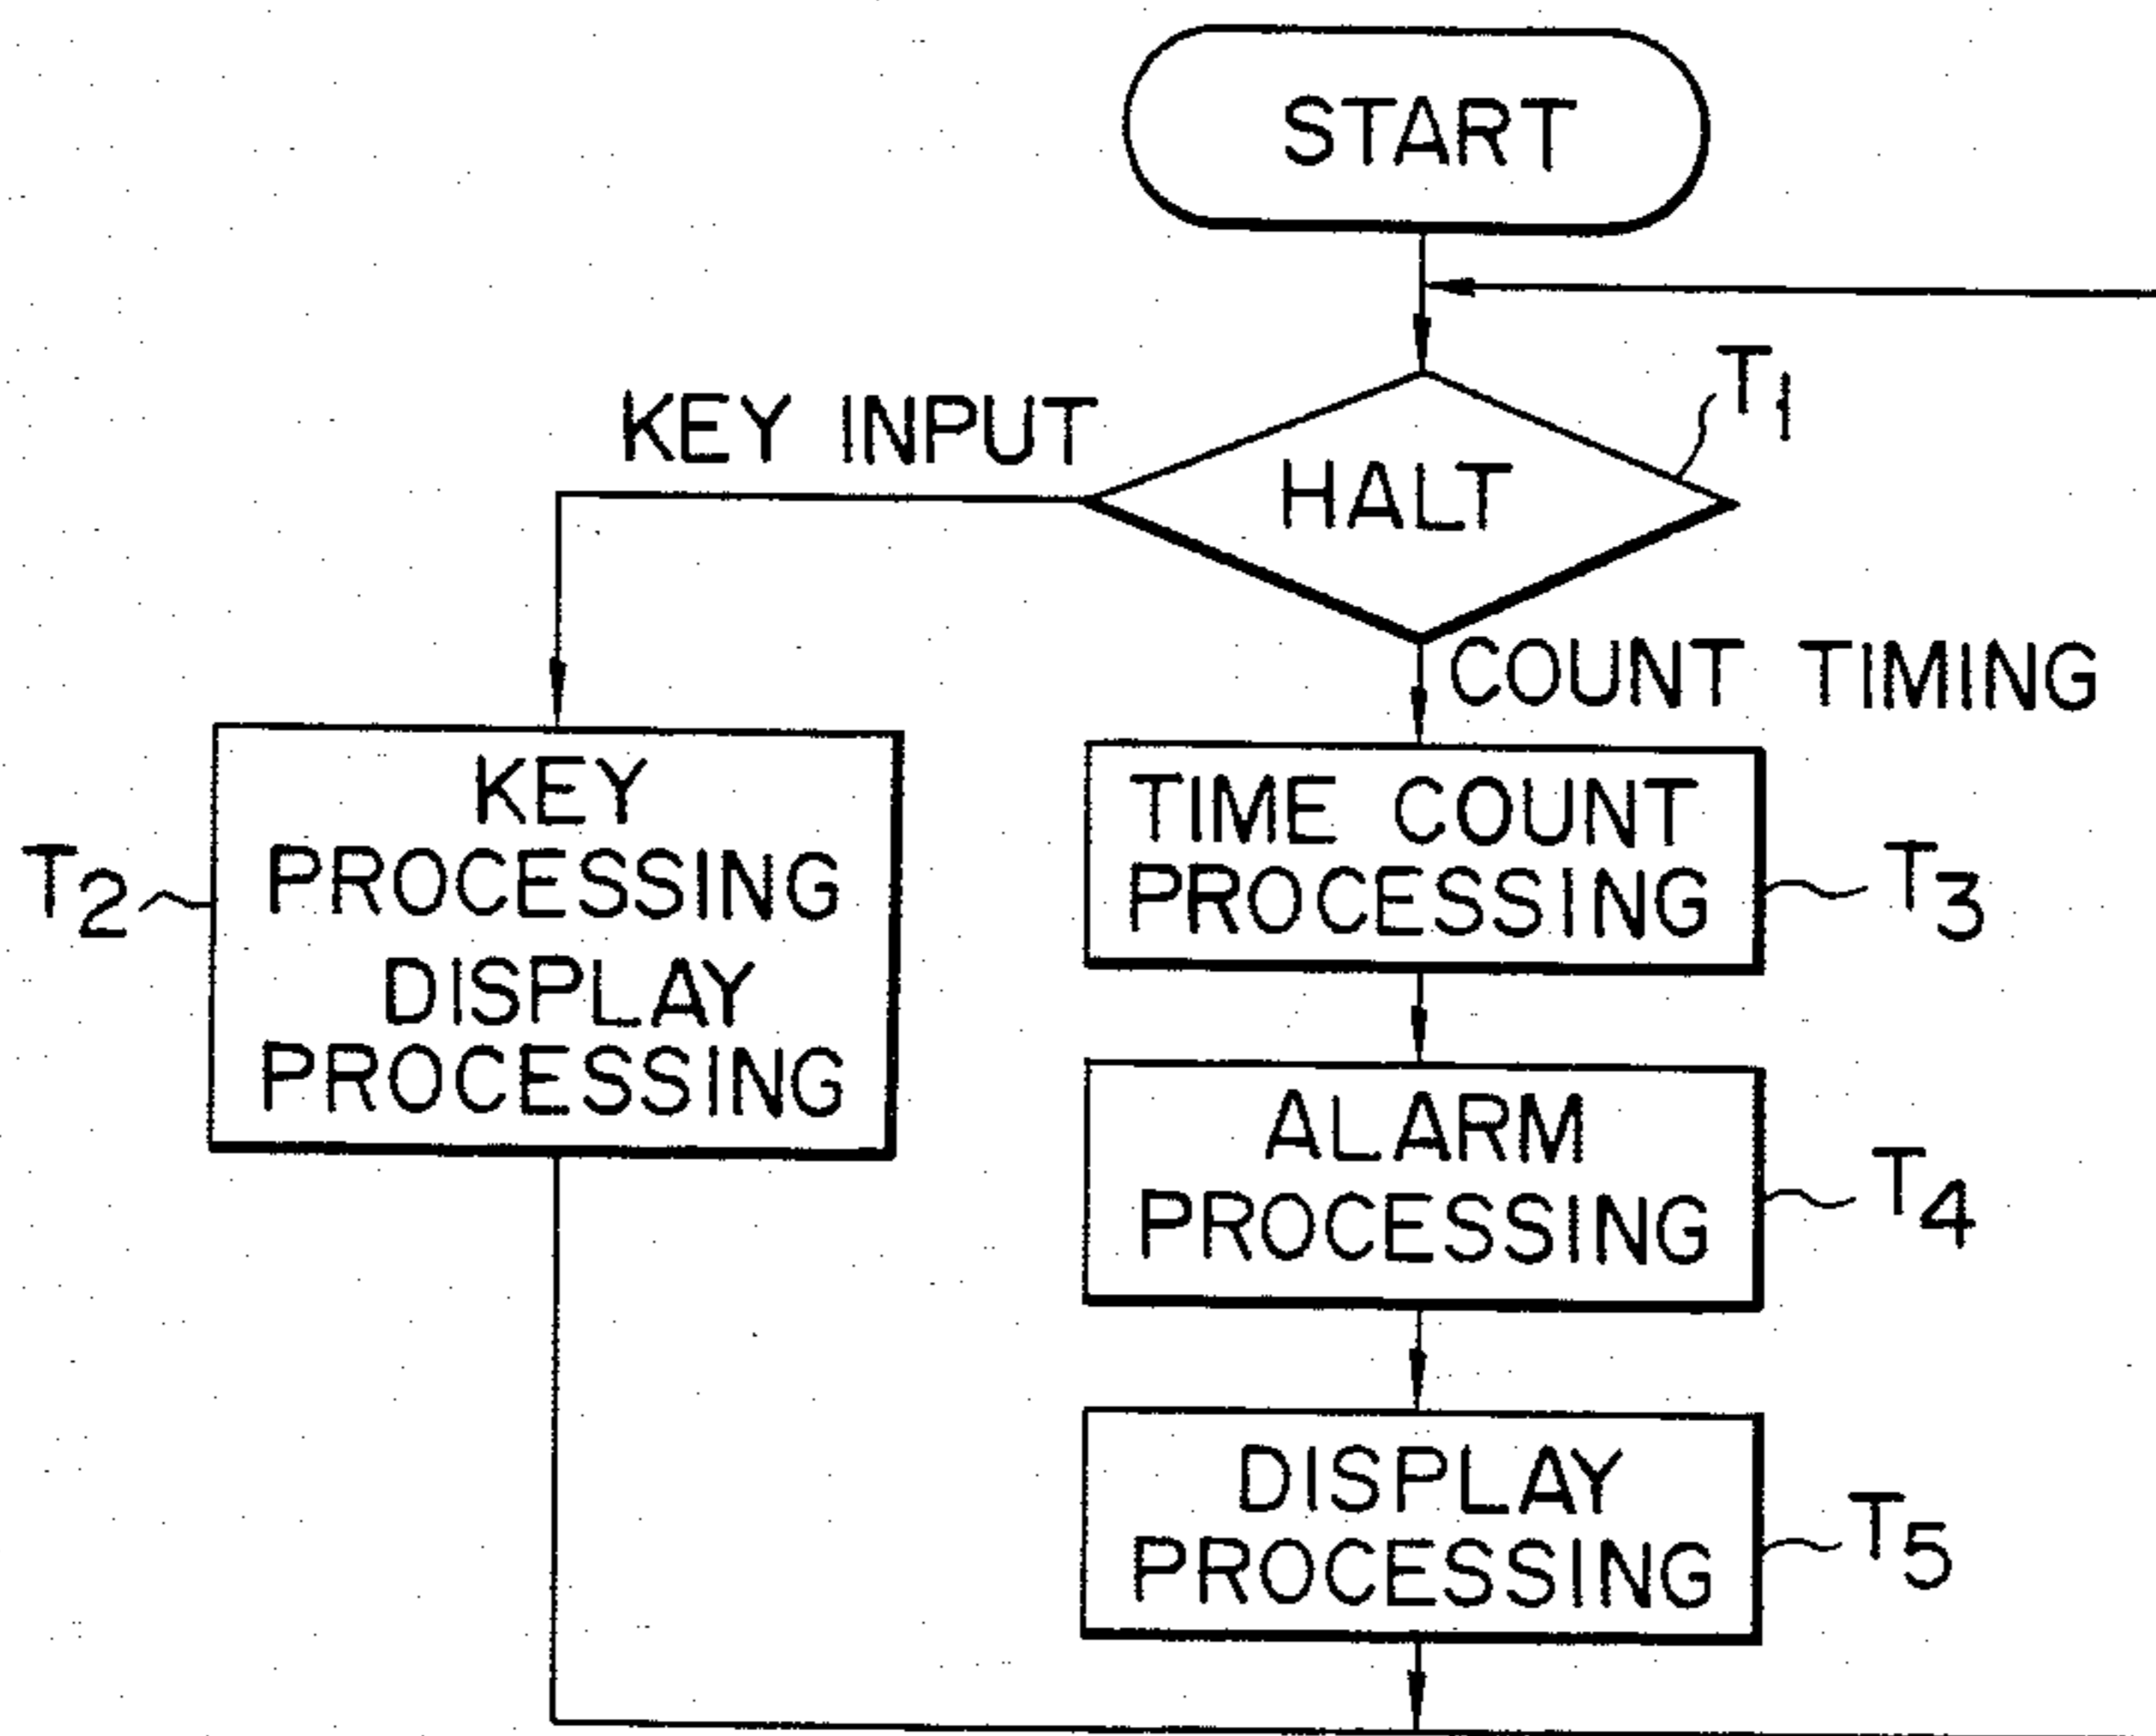 START
T1
KEY INPUT
HALT
COUNT TIMING
KEY
PROCESSING
DISPLAY
PROCESSING
T2
TIME COUNT
PROCESSING
T3
ALARM
PROCESSING
T4
DISPLAY
PROCESSING
T5